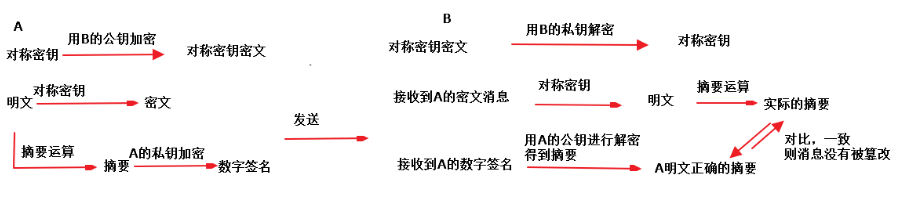 A
对称密钥
用B的公钥加密
对称密钥密文
明文
对称密钥
密文
摘要运算
摘要
A的私钥加密
数字签名
发送
B
对称密钥密文
用B的私钥解密
对称密钥
接收到A的密文消息
对称密钥
明文
摘要运算
实际的摘要
接收到A的数字签名
用A的公钥进行解密
得到摘要
A明文正确的摘要
对比，一致
则消息没有被篡改